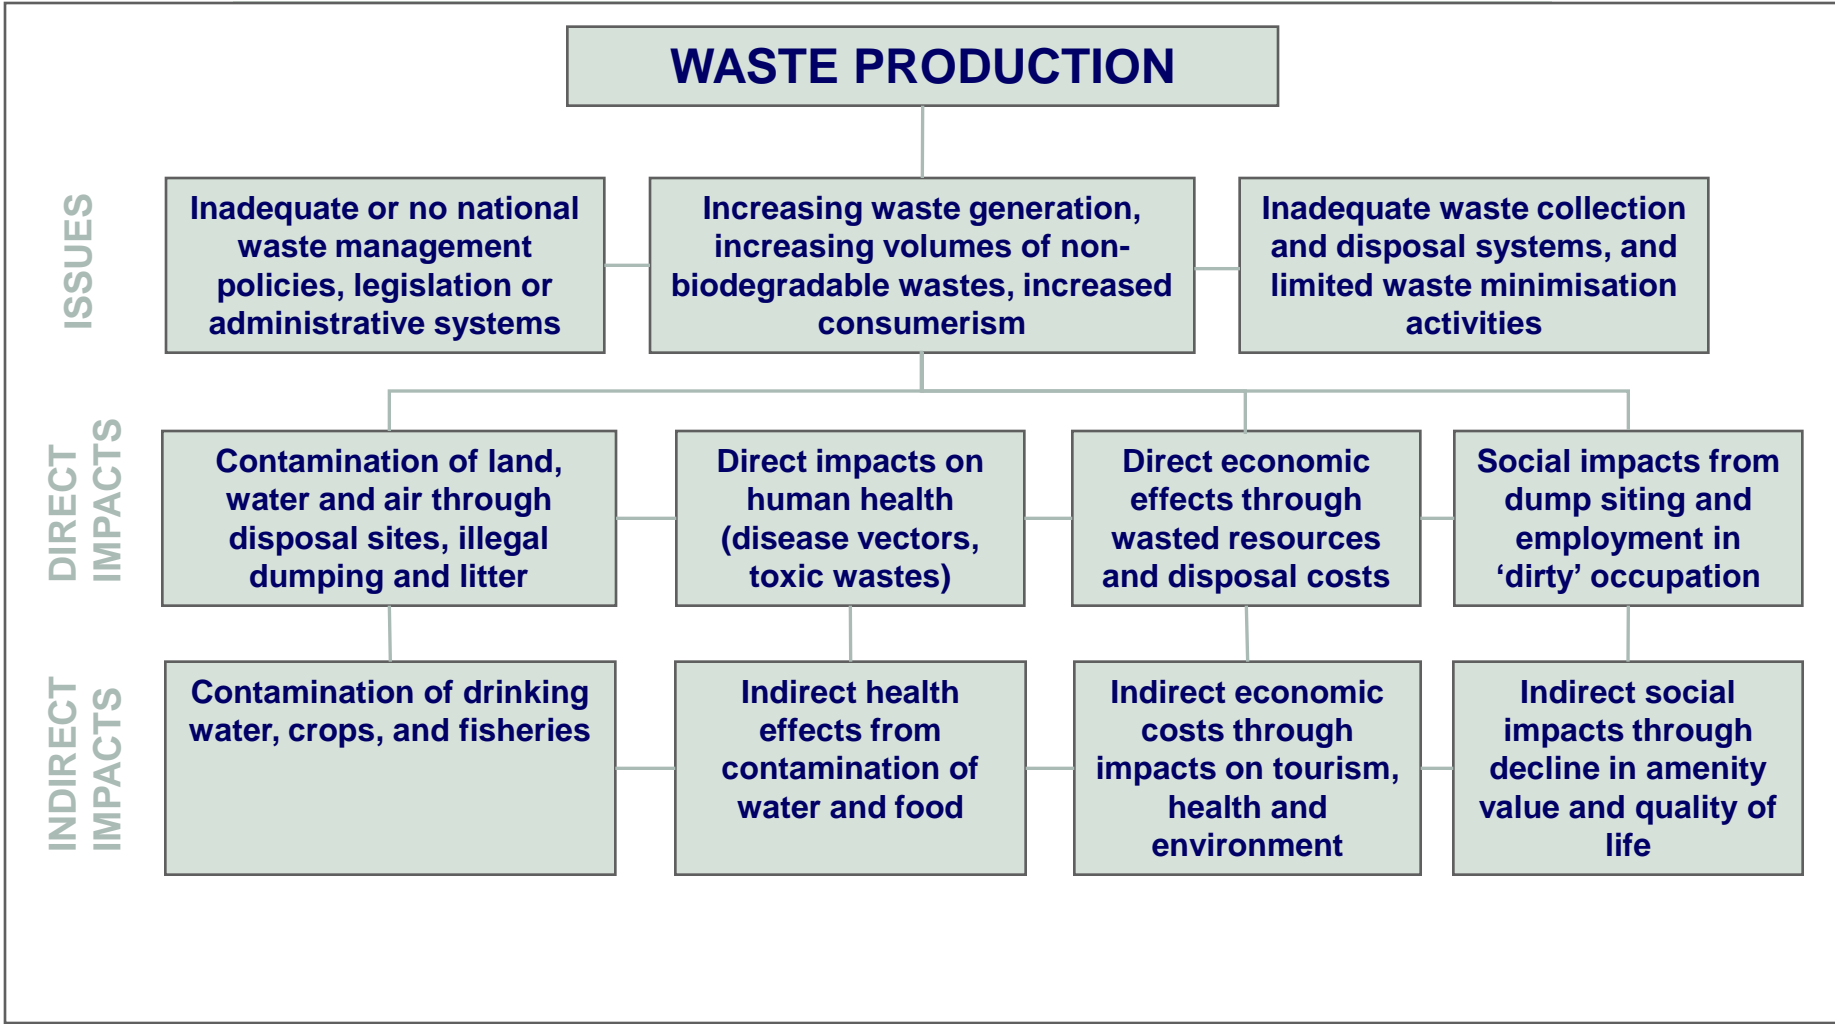 WASTE PRODUCTION
ISSUES
Inadequate or no national
waste management
policies, legislation or
administrative systems
Increasing waste generation,
increasing volumes of non-
biodegradable wastes, increased
consumerism
Inadequate waste collection
and disposal systems, and
limited waste minimisation
activities
DIRECT
IMPACTS
Contamination of land,
water and air through
disposal sites, illegal
dumping and litter
Direct impacts on
human health
(disease vectors,
toxic wastes)
Direct economic
effects through
wasted resources
and disposal costs
Social impacts from
dump siting and
employment in
‘dirty’ occupation
INDIRECT
IMPACTS
Contamination of drinking
water, crops, and fisheries
Indirect health
effects from
contamination of
water and food
Indirect economic
costs through
impacts on tourism,
health and
environment
Indirect social
impacts through
decline in amenity
value and quality of
life